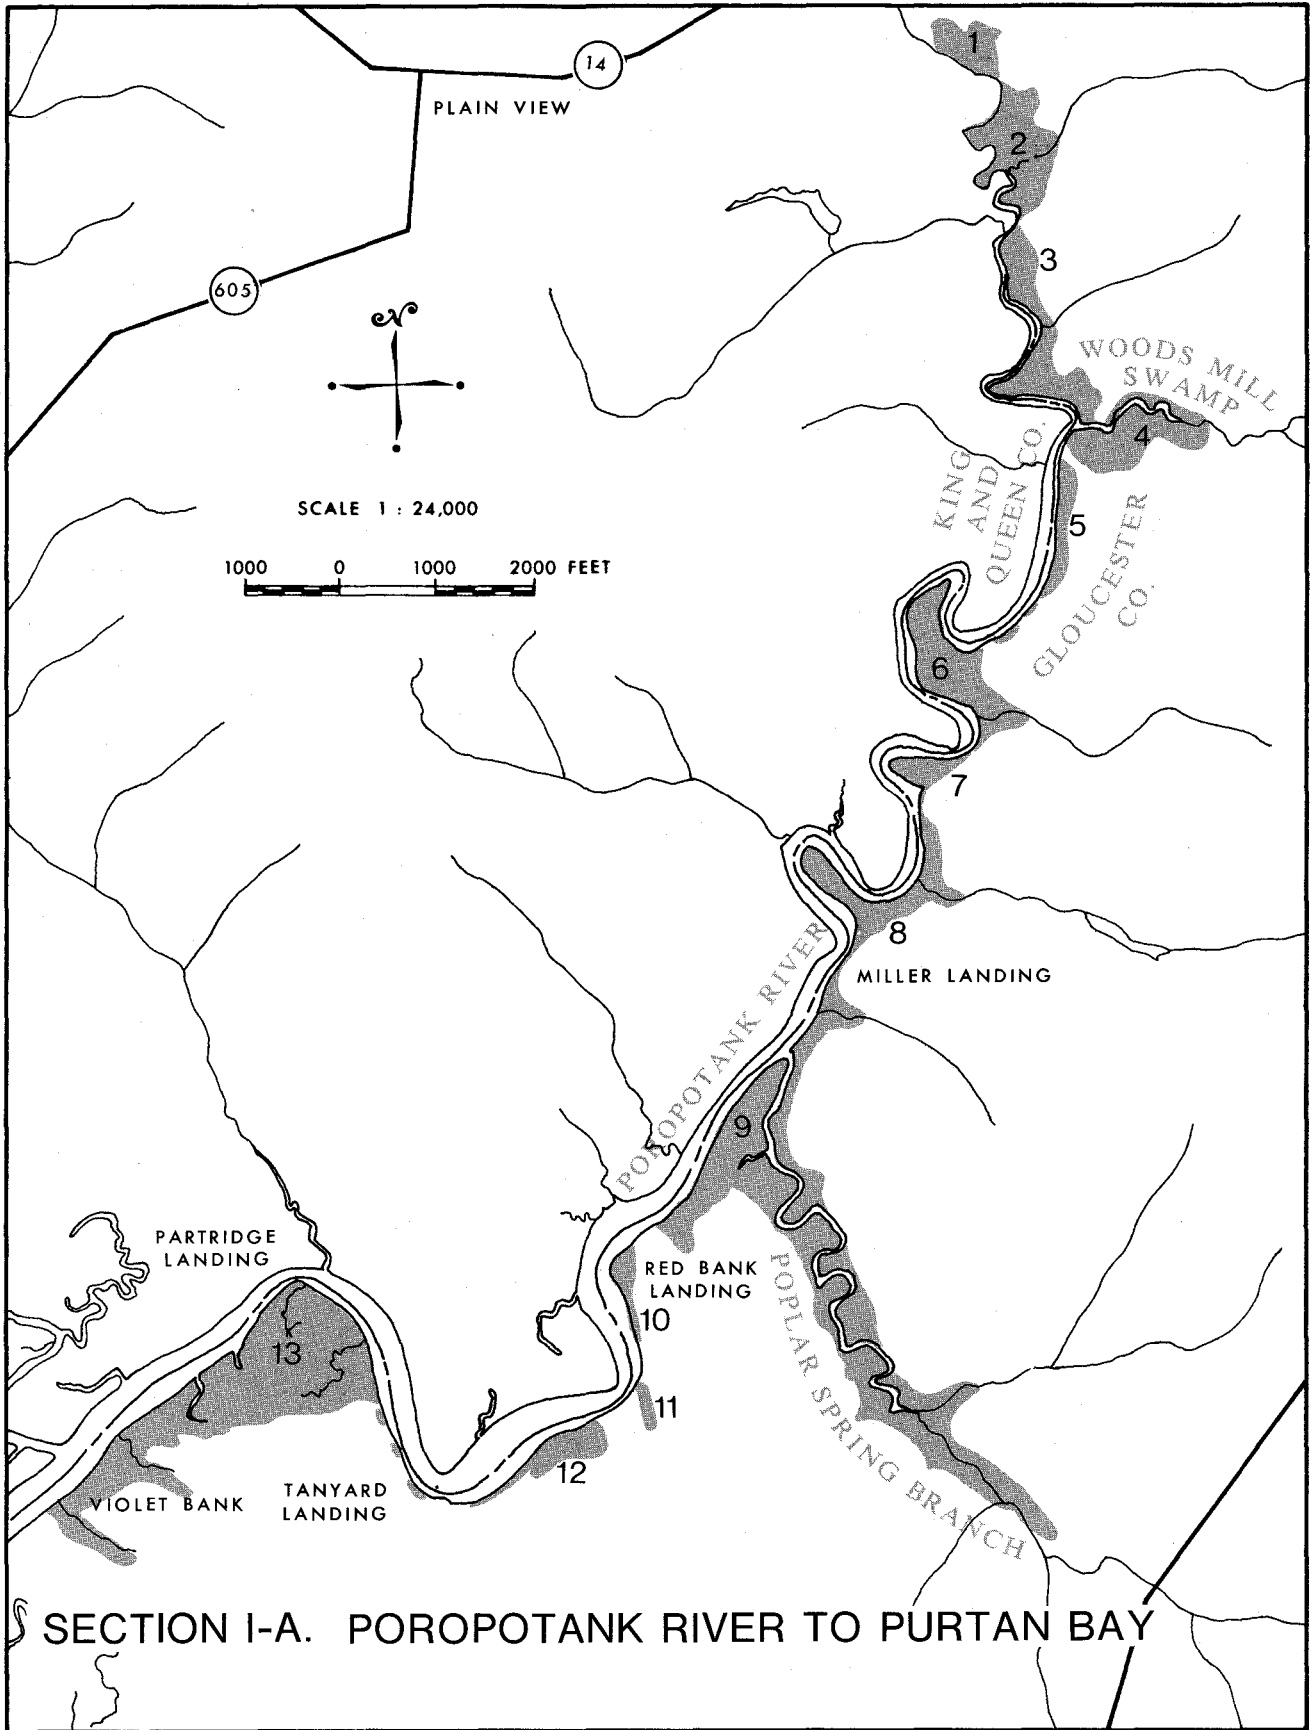 1
14
PLAIN VIEW
2
3
605
N
WOODS MILL
SWAMP
4
KING
AND
QUEEN CO.
SCALE 1 : 24,000
5
GLOUCESTER
CO.
1000 0 1000 2000 FEET
6
7
8
MILLER LANDING
POROPOTANK RIVER
9
PARTRIDGE
LANDING
RED BANK
LANDING
POPLAR SPRING BRANCH
10
13
11
12
VIOLET BANK
TANYARD
LANDING
SECTION I-A. POROPOTANK RIVER TO PURTAN BAY